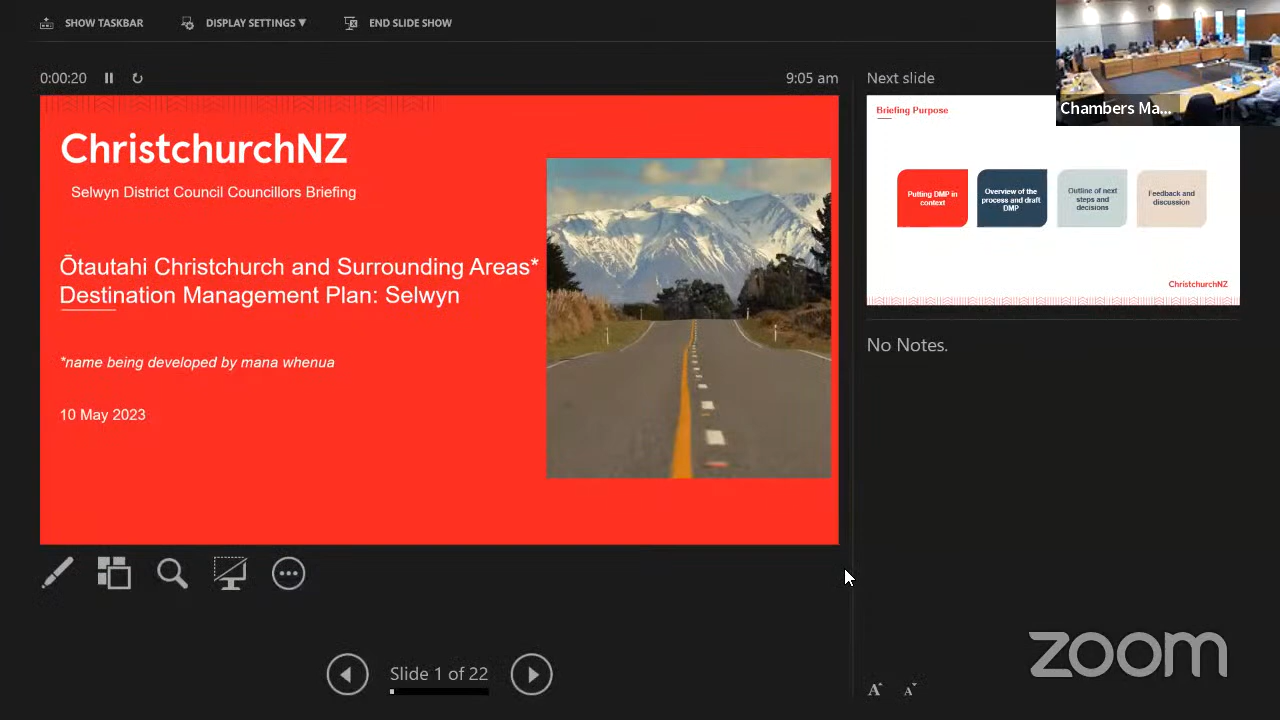 SHOW TASKBAR
DISPLAY SETTINGS ▼
END SLIDE SHOW
0:00:20
9:05 am
Next slide
Chambers Ma...
ChristchurchNZ
Selwyn District Council Councillors Briefing
Ōtautahi Christchurch and Surrounding Areas*
Destination Management Plan: Selwyn
*name being developed by mana whenua
10 May 2023
Briefing Purpose
Putting DMP in
context
Overview of the
process and draft
DMP
Outline of next
steps and
decisions
Feedback and
discussion
ChristchurchNZ
No Notes.
Slide 1 of 22
A A
zoom